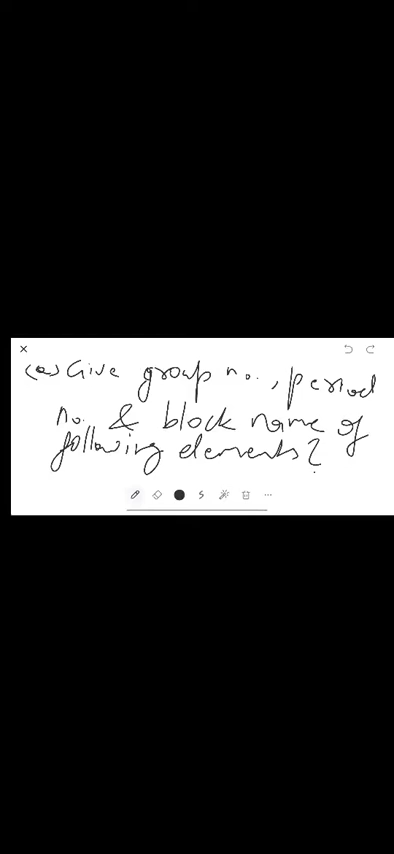 (a) Give group no., period
no. & block name of
following elements?